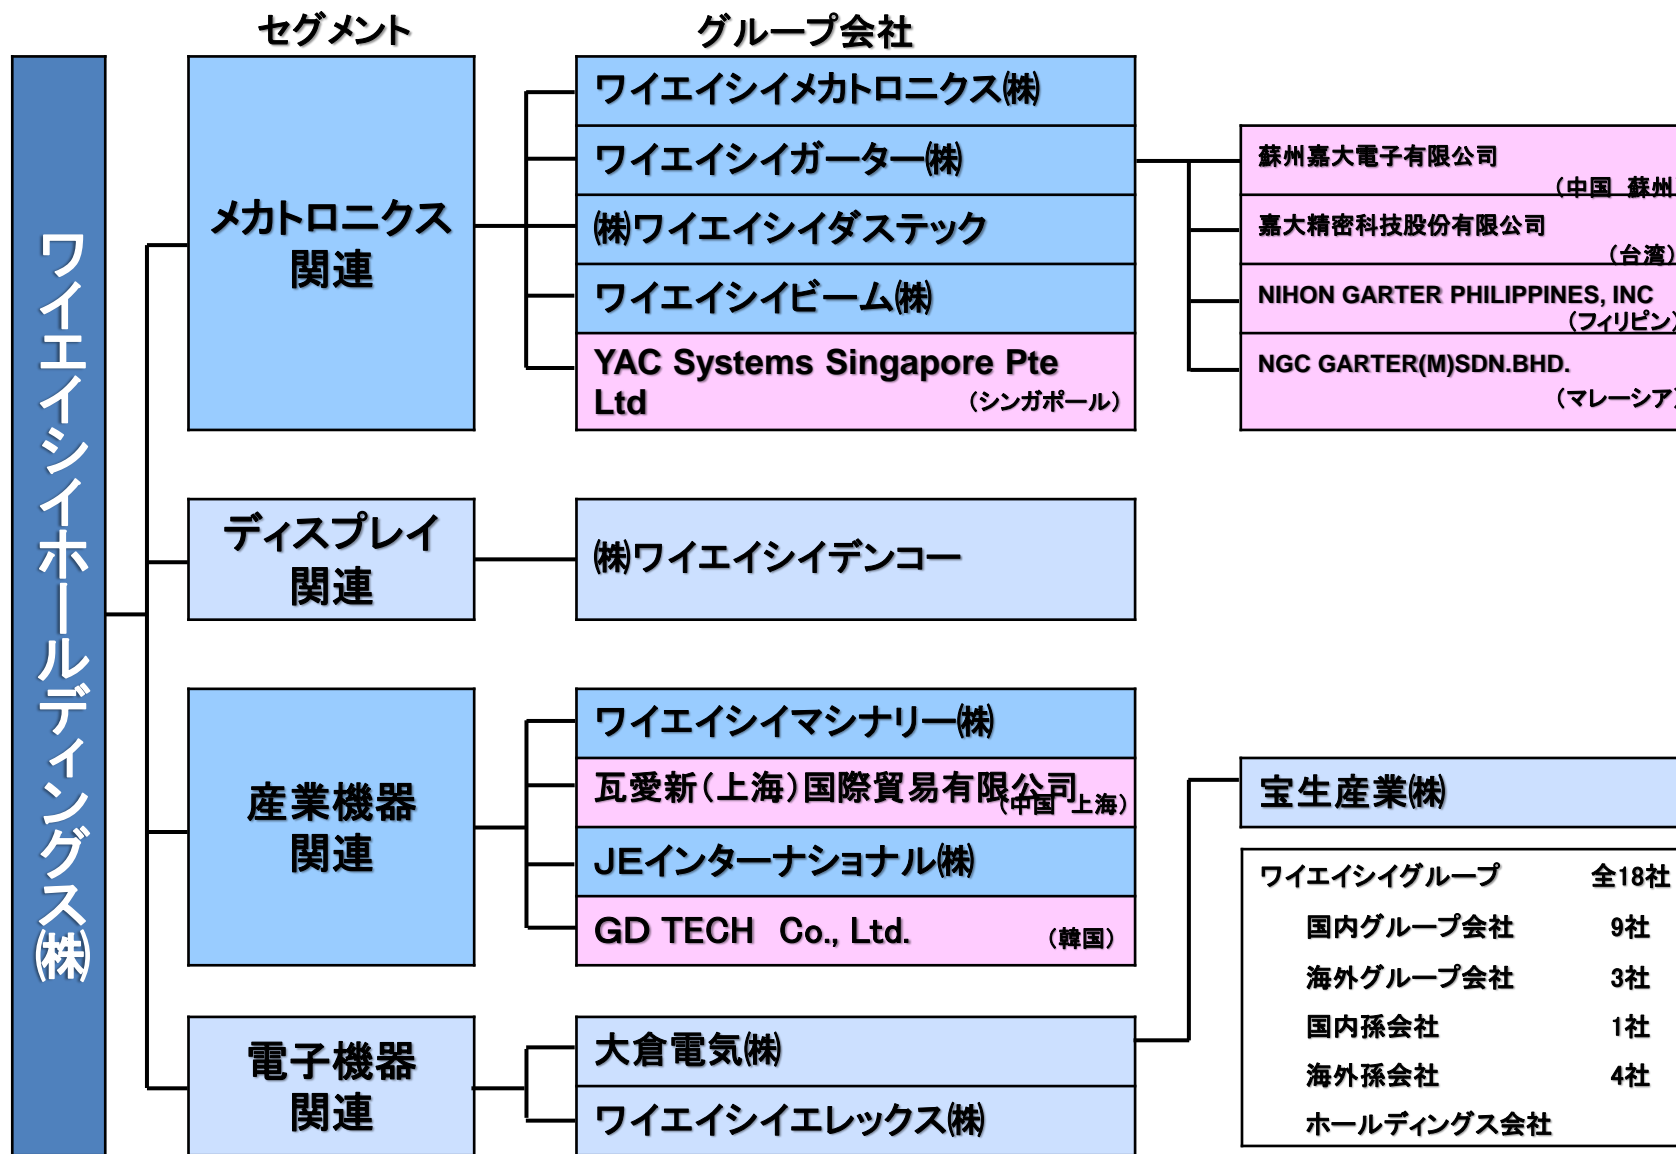 セグメント
グループ会社
ワイエイシイホールディングス㈱
メカトロニクス
関連
ワイエイシイメカトロニクス㈱
ワイエイシイガーター㈱
㈱ワイエイシイダステック
ワイエイシイビーム㈱
YAC Systems Singapore Pte
Ltd
（シンガポール）
蘇州嘉大電子有限公司
（中国 蘇州
嘉大精密科技股份有限公司
（台湾）
NIHON GARTER PHILIPPINES, INC
（フィリピン）
NGC GARTER(M)SDN.BHD.
（マレーシア）
ディスプレイ
関連
㈱ワイエイシイデンコー
産業機器
関連
ワイエイシイマシナリー㈱
瓦愛新（上海）国際貿易有限公司
（中国 上海）
JEインターナショナル㈱
GD TECH Co., Ltd.
（韓国）
電子機器
関連
大倉電気㈱
ワイエイシイエレックス㈱
宝生産業㈱
ワイエイシイグループ 全18社
国内グループ会社 9社
海外グループ会社 3社
国内孫会社 1社
海外孫会社 4社
ホールディングス会社